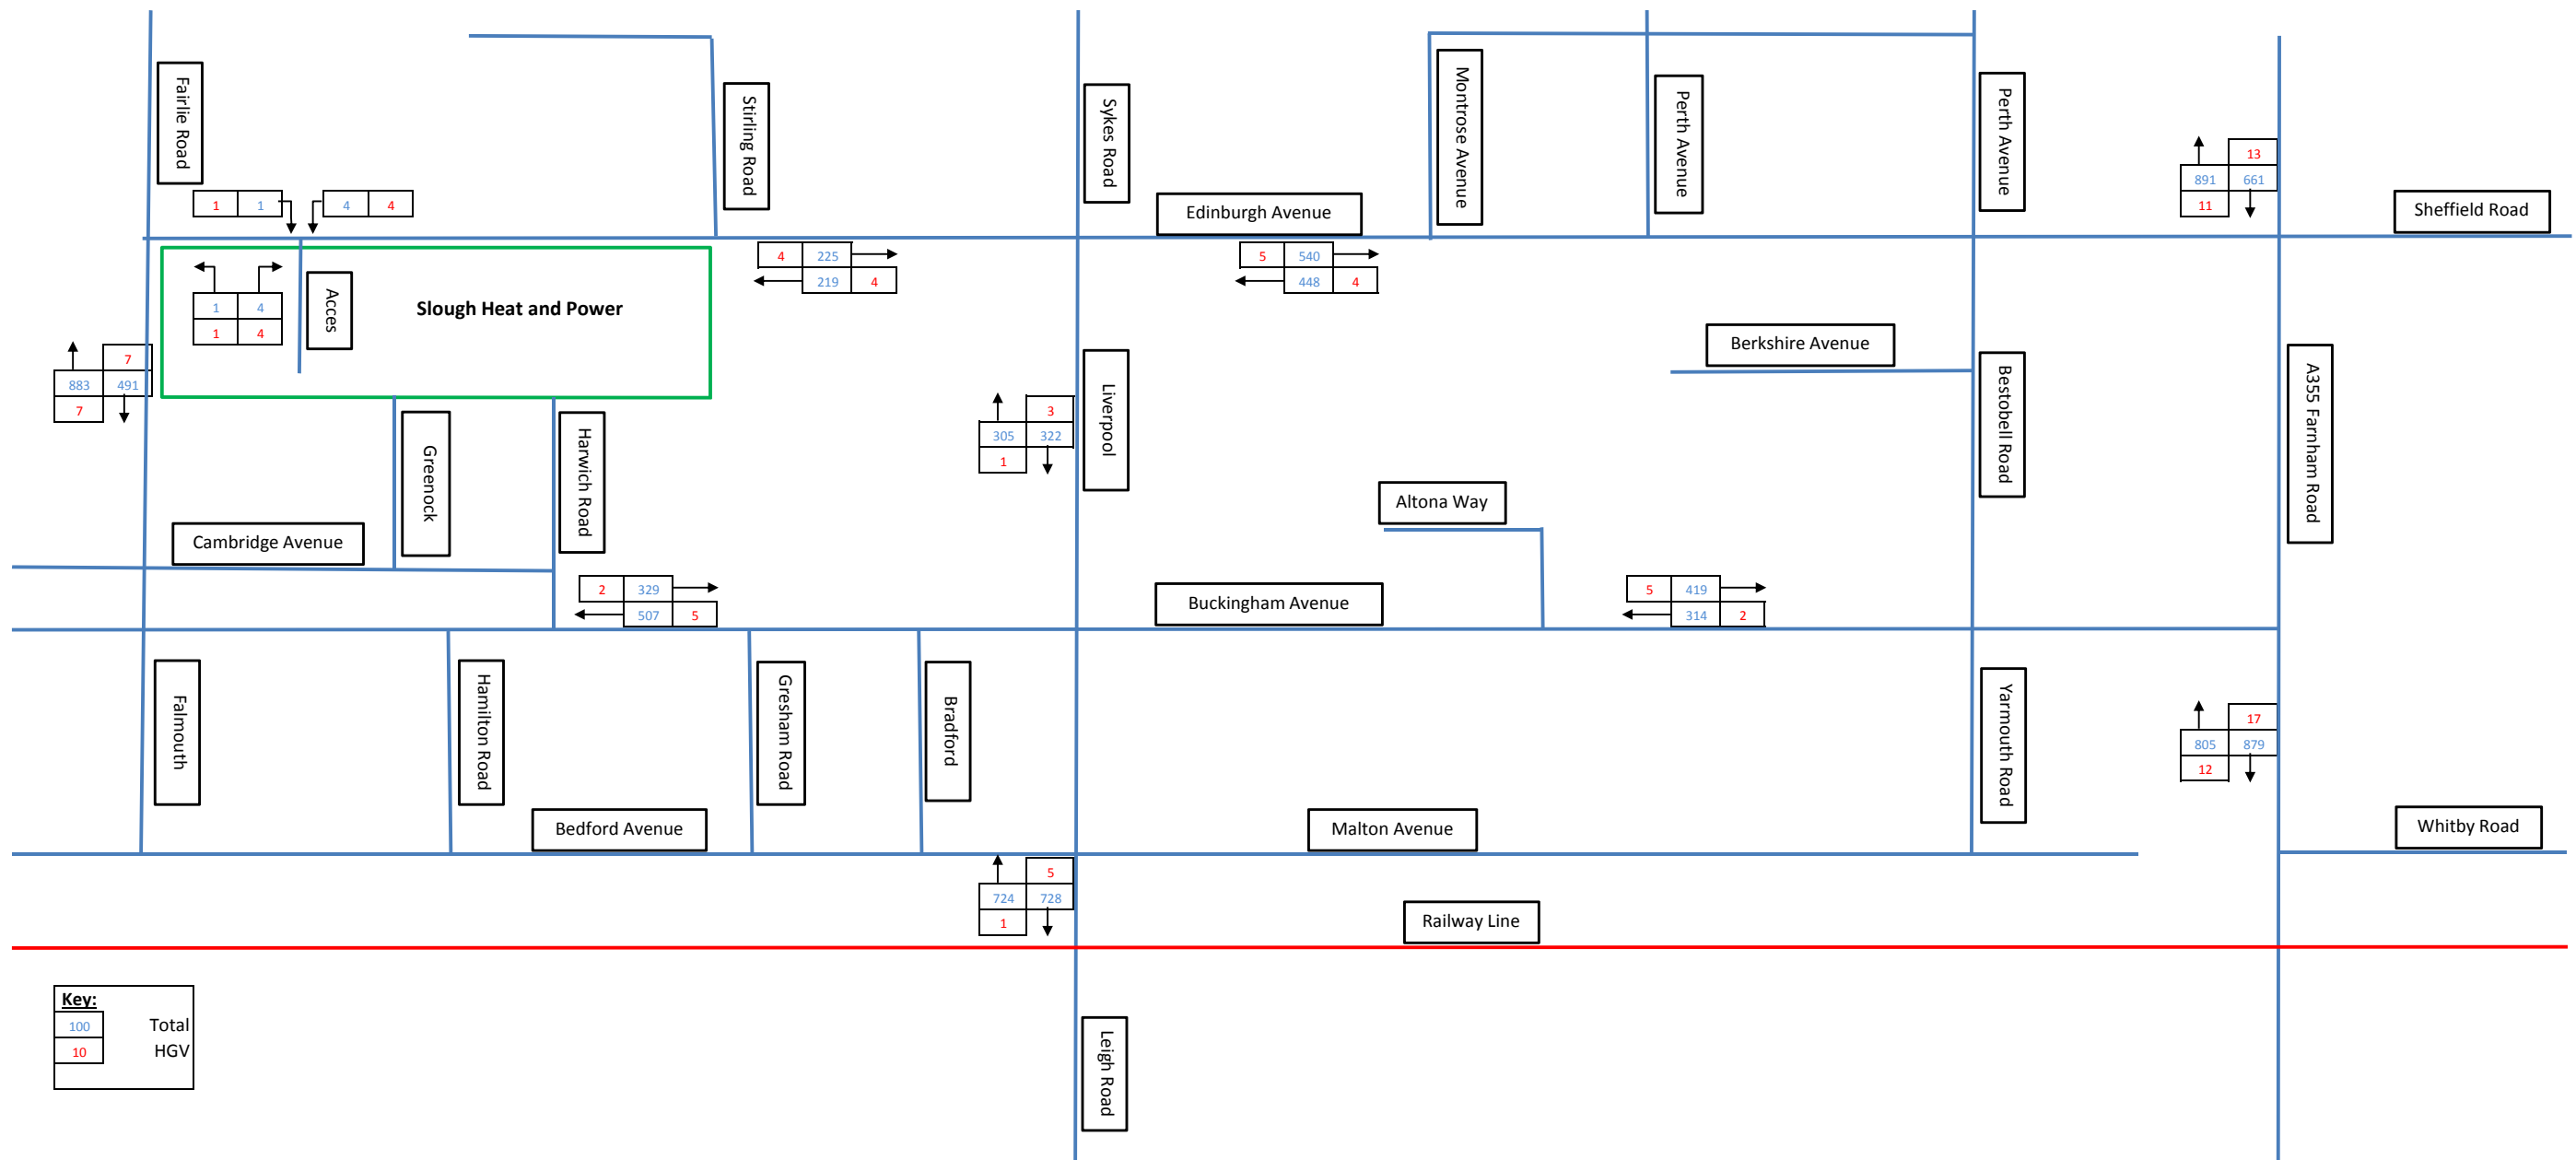 Fairlie Road
Stirling Road
Sykes Road
Montrose Avenue
Perth Avenue
Perth Avenue
13
891 661
11
1 1
4 4
Edinburgh Avenue
Sheffield Road
4 225
219 4
5 540
448 4
1 4
1 4
Acces
Slough Heat and Power
7
883 491
7
Berkshire Avenue
Liverpool
Bestobell Road
A355 Farnham Road
3
305 322
1
Greenock
Harwich Road
Altona Way
Cambridge Avenue
2 329
507 5
Buckingham Avenue
5 419
314 2
Falmouth
Hamilton Road
Gresham Road
Bradford
Yarmouth Road
17
805 879
12
Bedford Avenue
Malton Avenue
Whitby Road
5
724 728
1
Railway Line
Key:
100 Total
10 HGV
Leigh Road